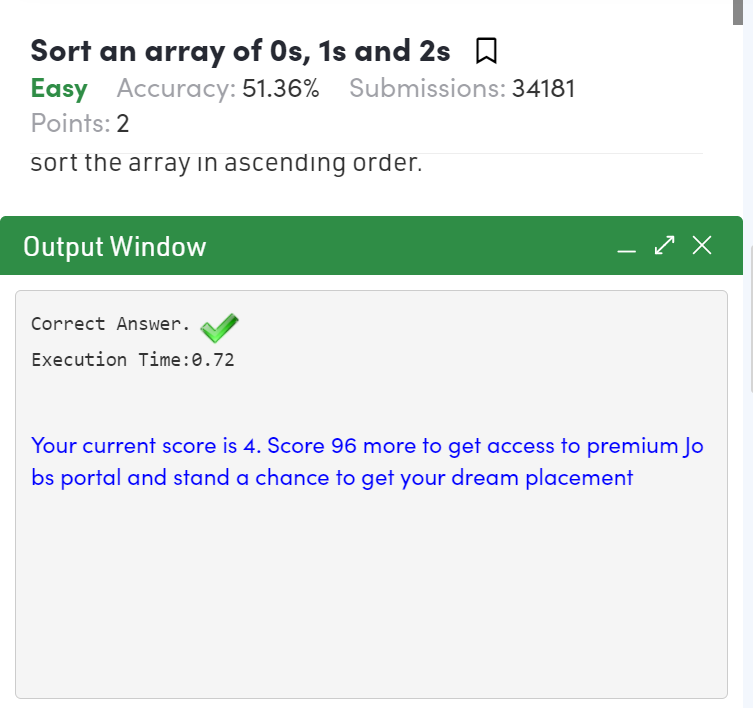 Sort an array of 0s, 1s and 2s
Easy Accuracy: 51.36% Submissions: 34181
Points: 2
sort the array in ascending order.
Output Window
Correct Answer.
Execution Time:0.72
Your current score is 4. Score 96 more to get access to premium Jo
bs portal and stand a chance to get your dream placement